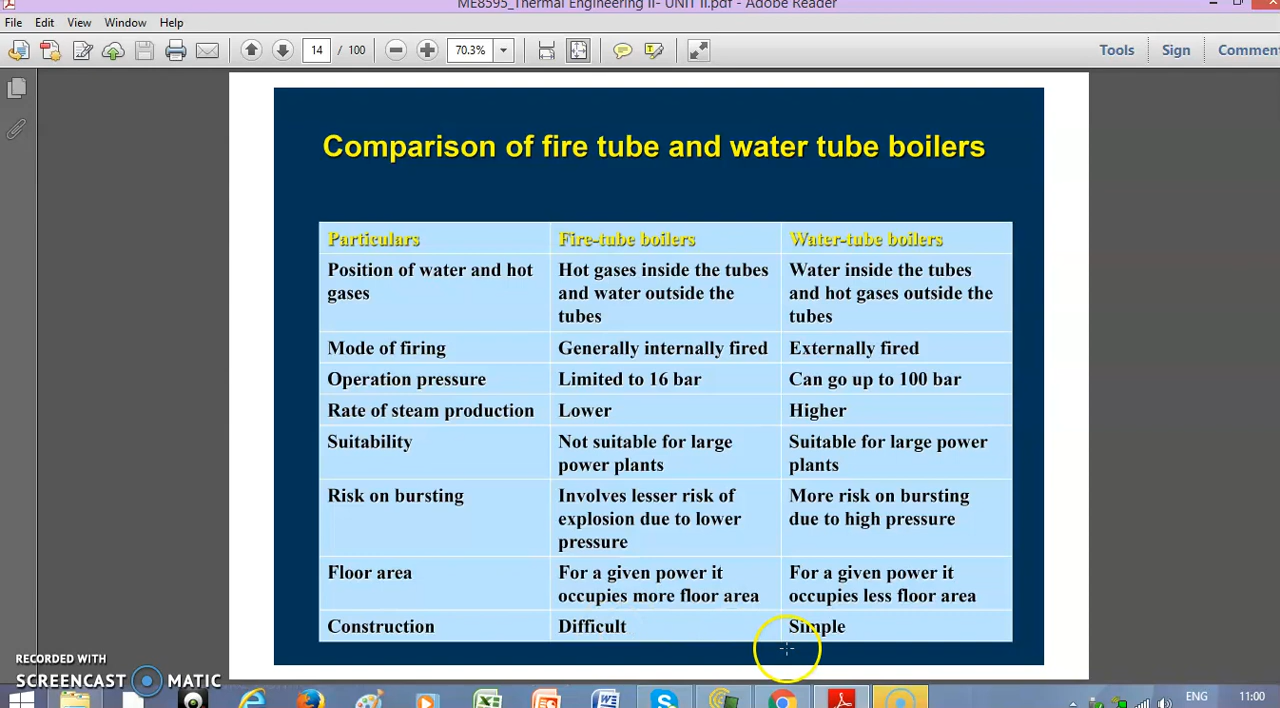 ME8595_Thermal Engineering II- UNIT II.pdf - Adobe Reader
File Edit View Window Help
14 / 100 70.3% Tools Sign Commen
Comparison of fire tube and water tube boilers
Particulars Fire-tube boilers Water-tube boilers
Position of water and hot gases
Hot gases inside the tubes and water outside the tubes
Water inside the tubes and hot gases outside the tubes
Mode of firing Generally internally fired Externally fired
Operation pressure Limited to 16 bar Can go up to 100 bar
Rate of steam production Lower Higher
Suitability
Not suitable for large power plants
Suitable for large power plants
Risk on bursting
Involves lesser risk of explosion due to lower pressure
More risk on bursting due to high pressure
Floor area
For a given power it occupies more floor area
For a given power it occupies less floor area
Construction Difficult Simple
RECORDED WITH
SCREENCAST MATIC
ENG 11:00